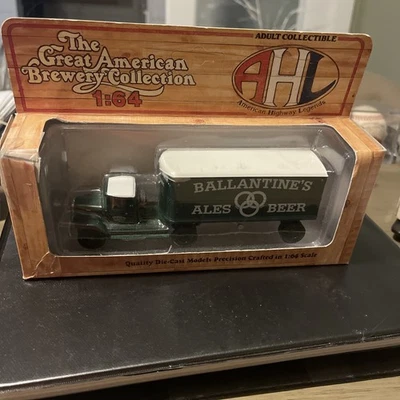 The
Great American
Brewery Collection
1:64
ADULT COLLECTIBLE
AHL
American Highway Legends
BALLANTINE'S
ALES BEER
Quality Die-Cast Models Precision Crafted in 1:64 Scale